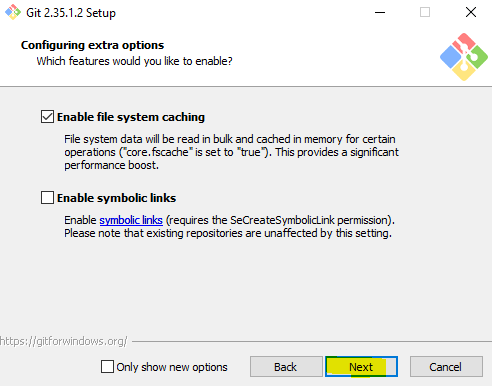 Git 2.35.1.2 Setup
Configuring extra options
Which features would you like to enable?
Enable file system caching
File system data will be read in bulk and cached in memory for certain
operations ("core.fscache" is set to "true"). This provides a significant
performance boost.
Enable symbolic links
Enable symbolic links (requires the SeCreateSymbolicLink permission).
Please note that existing repositories are unaffected by this setting.
https://gitforwindows.org/
Only show new options
Back
Next
Cancel